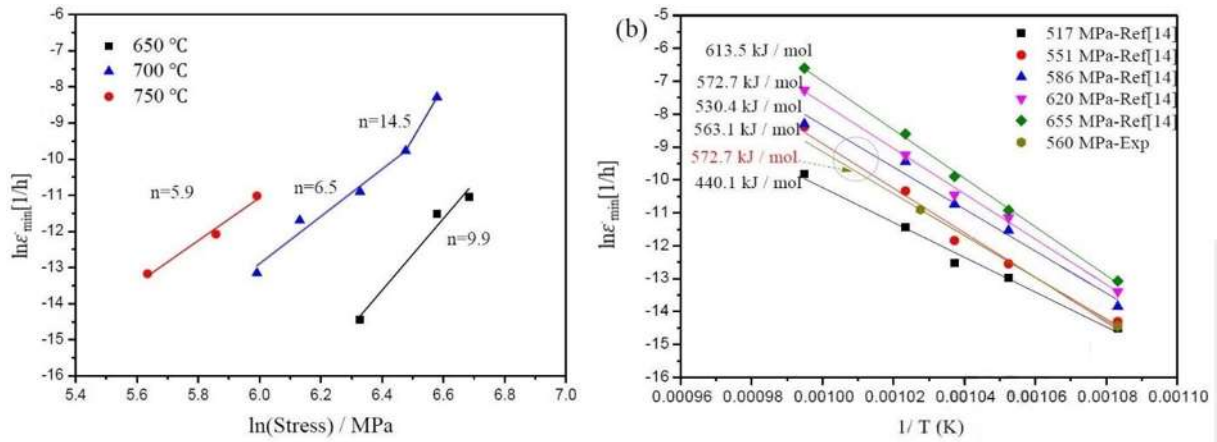 650 °C
700 °C
750 °C
n=14.5
n=5.9
n=6.5
n=9.9
-6
-7
-8
-9
-10
-11
-12
-13
-14
-15
-16
5.4
5.6
5.8
6.0
6.2
6.4
6.6
6.8
7.0
lnε̇min[1/h]
ln(Stress) / MPa
(b)
517 MPa-Ref[14]
551 MPa-Ref[14]
586 MPa-Ref[14]
620 MPa-Ref[14]
655 MPa-Ref[14]
560 MPa-Exp
613.5 kJ / mol
572.7 kJ / mol
530.4 kJ / mol
563.1 kJ / mol
572.7 kJ / mol
440.1 kJ / mol
-5
-6
-7
-8
-9
-10
-11
-12
-13
-14
-15
-16
0.00096
0.00098
0.00100
0.00102
0.00104
0.00106
0.00108
0.00110
lnε̇min[1/h]
1/ T (K)